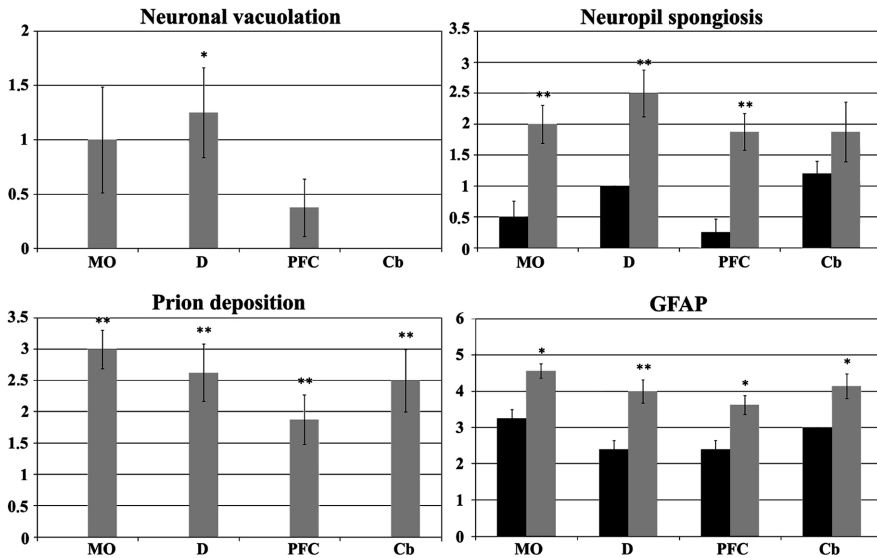 Neuronal vacuolation
1.5
1
0.5
0
*
MO D PFC Cb
Neuropil spongiosis
3.5
3
2.5
2
1.5
1
0.5
0
** ** **
MO D PFC Cb
Prion deposition
3.5
3
2.5
2
1.5
1
0.5
0
** ** ** **
MO D PFC Cb
GFAP
6
5
4
3
2
1
0
* ** * *
MO D PFC Cb